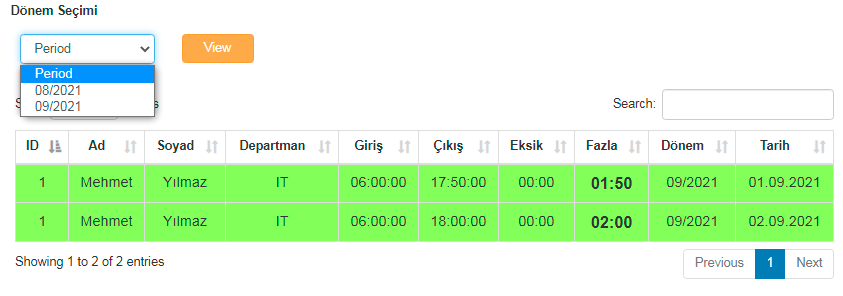 Dönem Seçimi
Period View
Period
08/2021
09/2021
S s Search:
ID Ad Soyad Departman Giriş Çıkış Eksik Fazla Dönem Tarih
1 Mehmet Yılmaz IT 06:00:00 17:50:00 00:00 01:50 09/2021 01.09.2021
1 Mehmet Yılmaz IT 06:00:00 18:00:00 00:00 02:00 09/2021 02.09.2021
Showing 1 to 2 of 2 entries Previous 1 Next